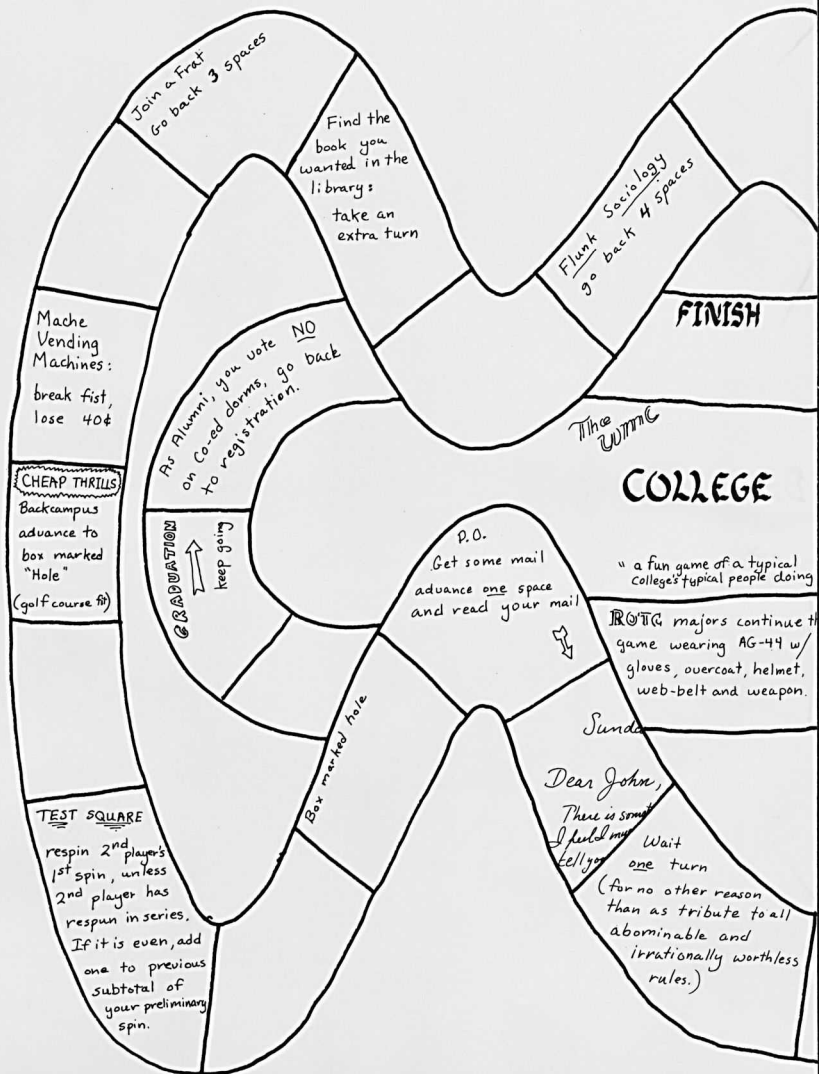 Join a Frat
Go back 3 spaces
Find the
book you
wanted in the
library:
take an
extra turn
Flunk Sociology
go back 4 spaces
FINISH
Mache
Vending
Machines:
break fist,
lose 40¢
As Alumni, you vote NO
on Co-ed dorms, go back
to registration.
The WMC
COLLEGE
" a fun game of a typical
College's typical people doing
CHEAP THRILLS
Backcampus
advance to
box marked
"Hole"
(golf course fit)
GRADUATION
keep going
P.O.
Get some mail
advance one space
and read your mail
ROTC majors continue th
game wearing AG-44 w/
gloves, overcoat, helmet,
web-belt and weapon.
Box marked hole
Sunda
Dear John,
There is somet
I feel I mu
tell you
Wait
one turn
(for no other reason
than as tribute to all
abominable and
irrationally worthless
rules.)
TEST SQUARE
respin 2nd player's
1st spin, unless
2nd player has
respun in series.
If it is even, add
one to previous
subtotal of
your preliminary
spin.